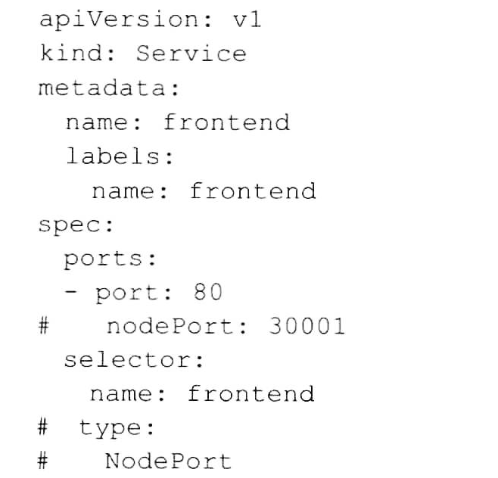 apiVersion: v1
kind: Service
metadata:
  name: frontend
  labels:
    name: frontend
spec:
  ports:
  - port: 80
#    nodePort: 30001
  selector:
    name: frontend
#  type:
#    NodePort